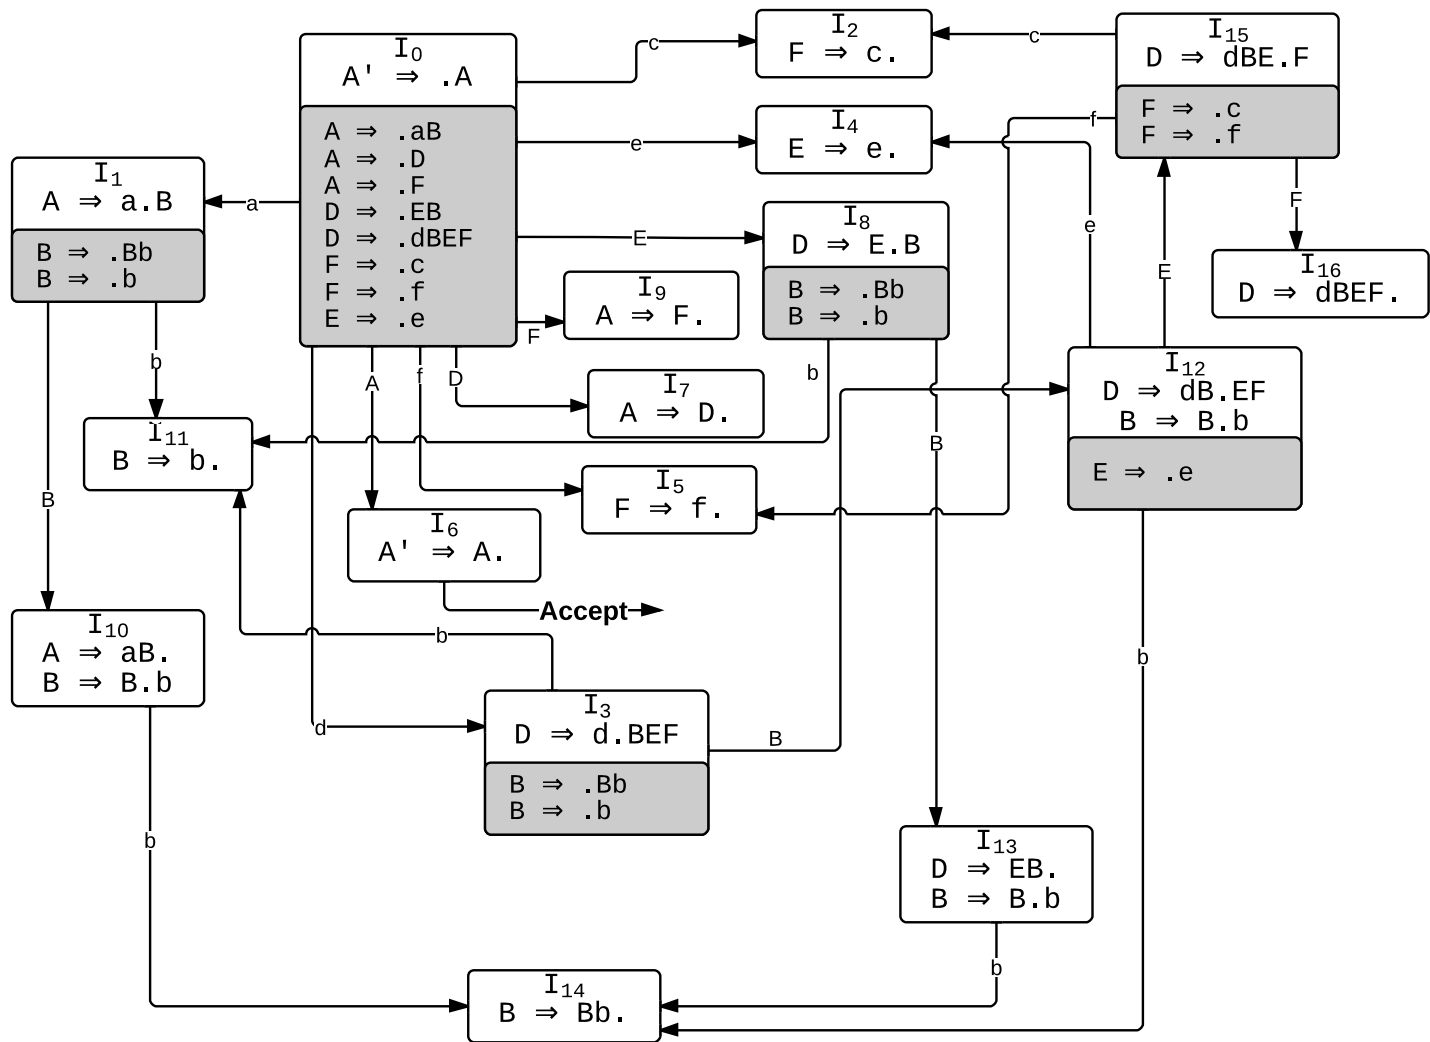 I0
A' ⇒ .A
A ⇒ .aB
A ⇒ .D
A ⇒ .F
D ⇒ .EB
D ⇒ .dBEF
F ⇒ .c
F ⇒ .f
E ⇒ .e
c
I2
F ⇒ c.
c
I15
D ⇒ dBE.F
F ⇒ .c
F ⇒ .f
e
I4
E ⇒ e.
f
I1
A ⇒ a.B
B ⇒ .Bb
B ⇒ .b
a
E
I8
D ⇒ E.B
B ⇒ .Bb
B ⇒ .b
e
E
F
I16
D ⇒ dBEF.
F
I9
A ⇒ F.
b
A
f
D
I7
A ⇒ D.
b
B
I12
D ⇒ dB.EF
B ⇒ B.b
E ⇒ .e
I11
B ⇒ b.
B
I5
F ⇒ f.
I6
A' ⇒ A.
Accept
I10
A ⇒ aB.
B ⇒ B.b
b
b
d
I3
D ⇒ d.BEF
B ⇒ .Bb
B ⇒ .b
B
b
I13
D ⇒ EB.
B ⇒ B.b
b
I14
B ⇒ Bb.